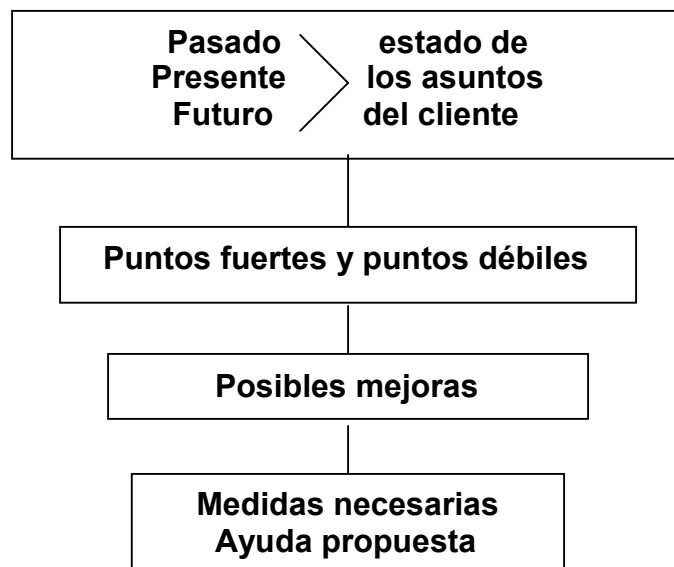 Pasado estado de
Presente los asuntos
Futuro del cliente
Puntos fuertes y puntos débiles
Posibles mejoras
Medidas necesarias
Ayuda propuesta